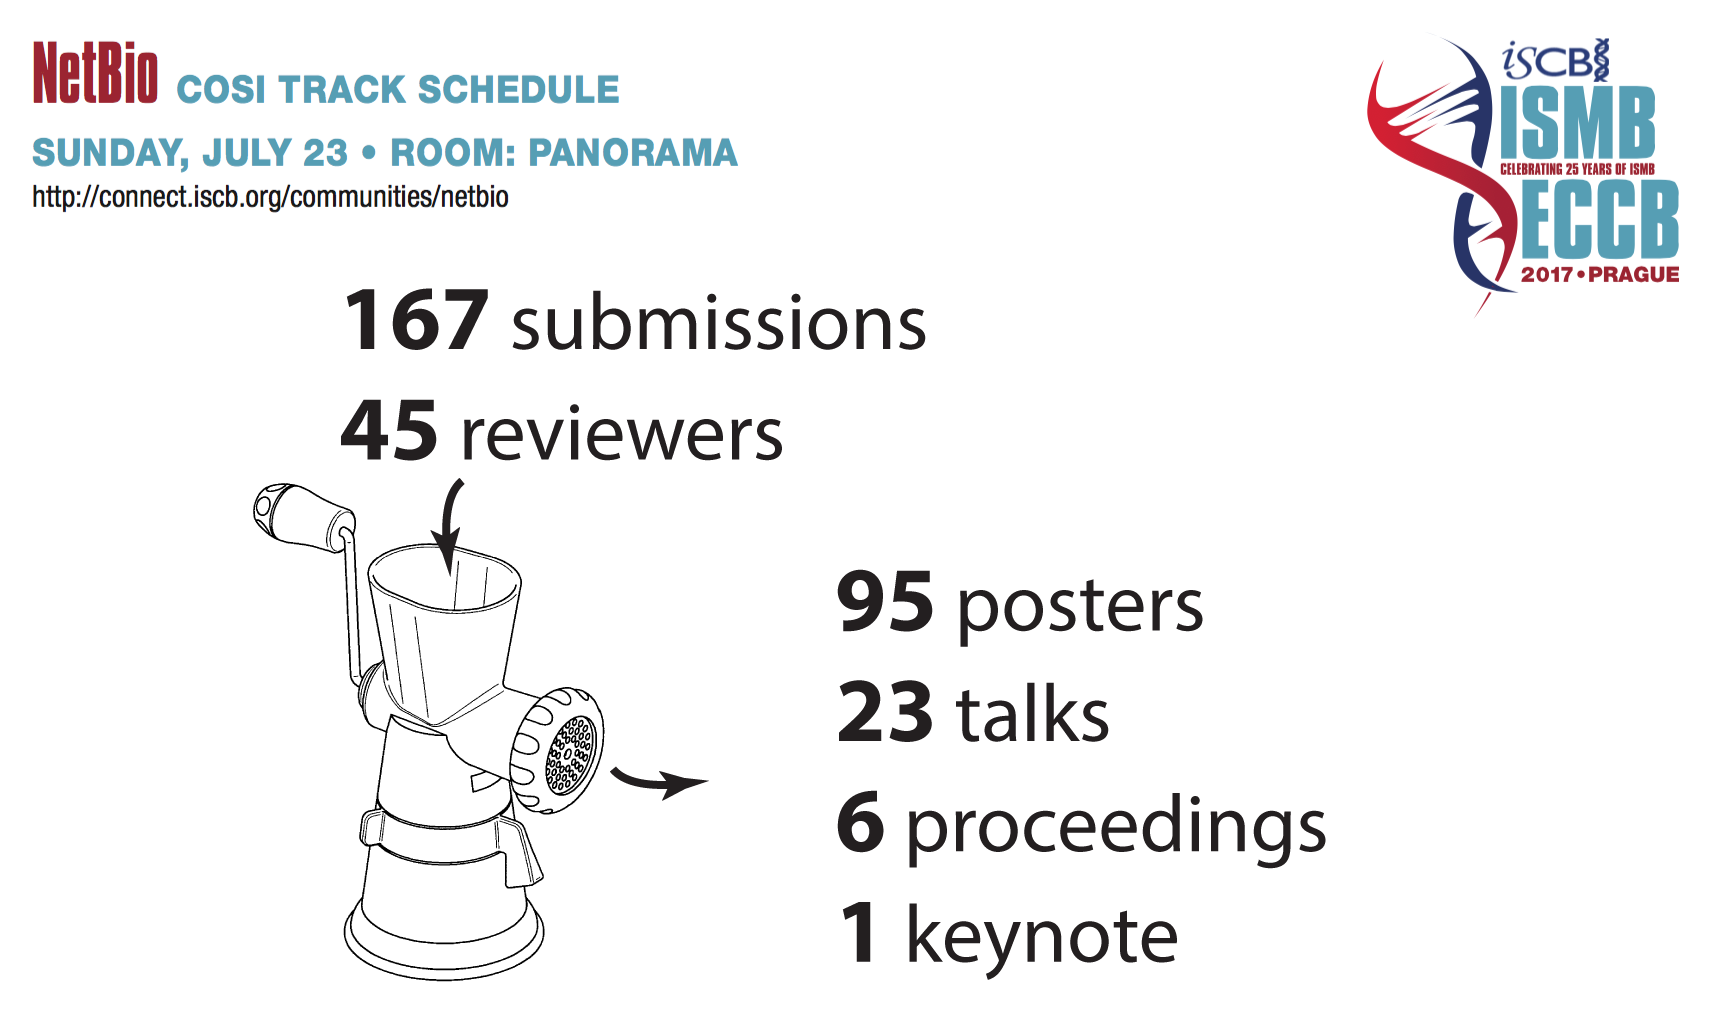 NetBio COSI TRACK SCHEDULE
SUNDAY, JULY 23 • ROOM: PANORAMA
http://connect.iscb.org/communities/netbio
iSCB
ISMB
CELEBRATING 25 YEARS OF ISMB
ECCB
2017 • PRAGUE
167 submissions
45 reviewers
95 posters
23 talks
6 proceedings
1 keynote